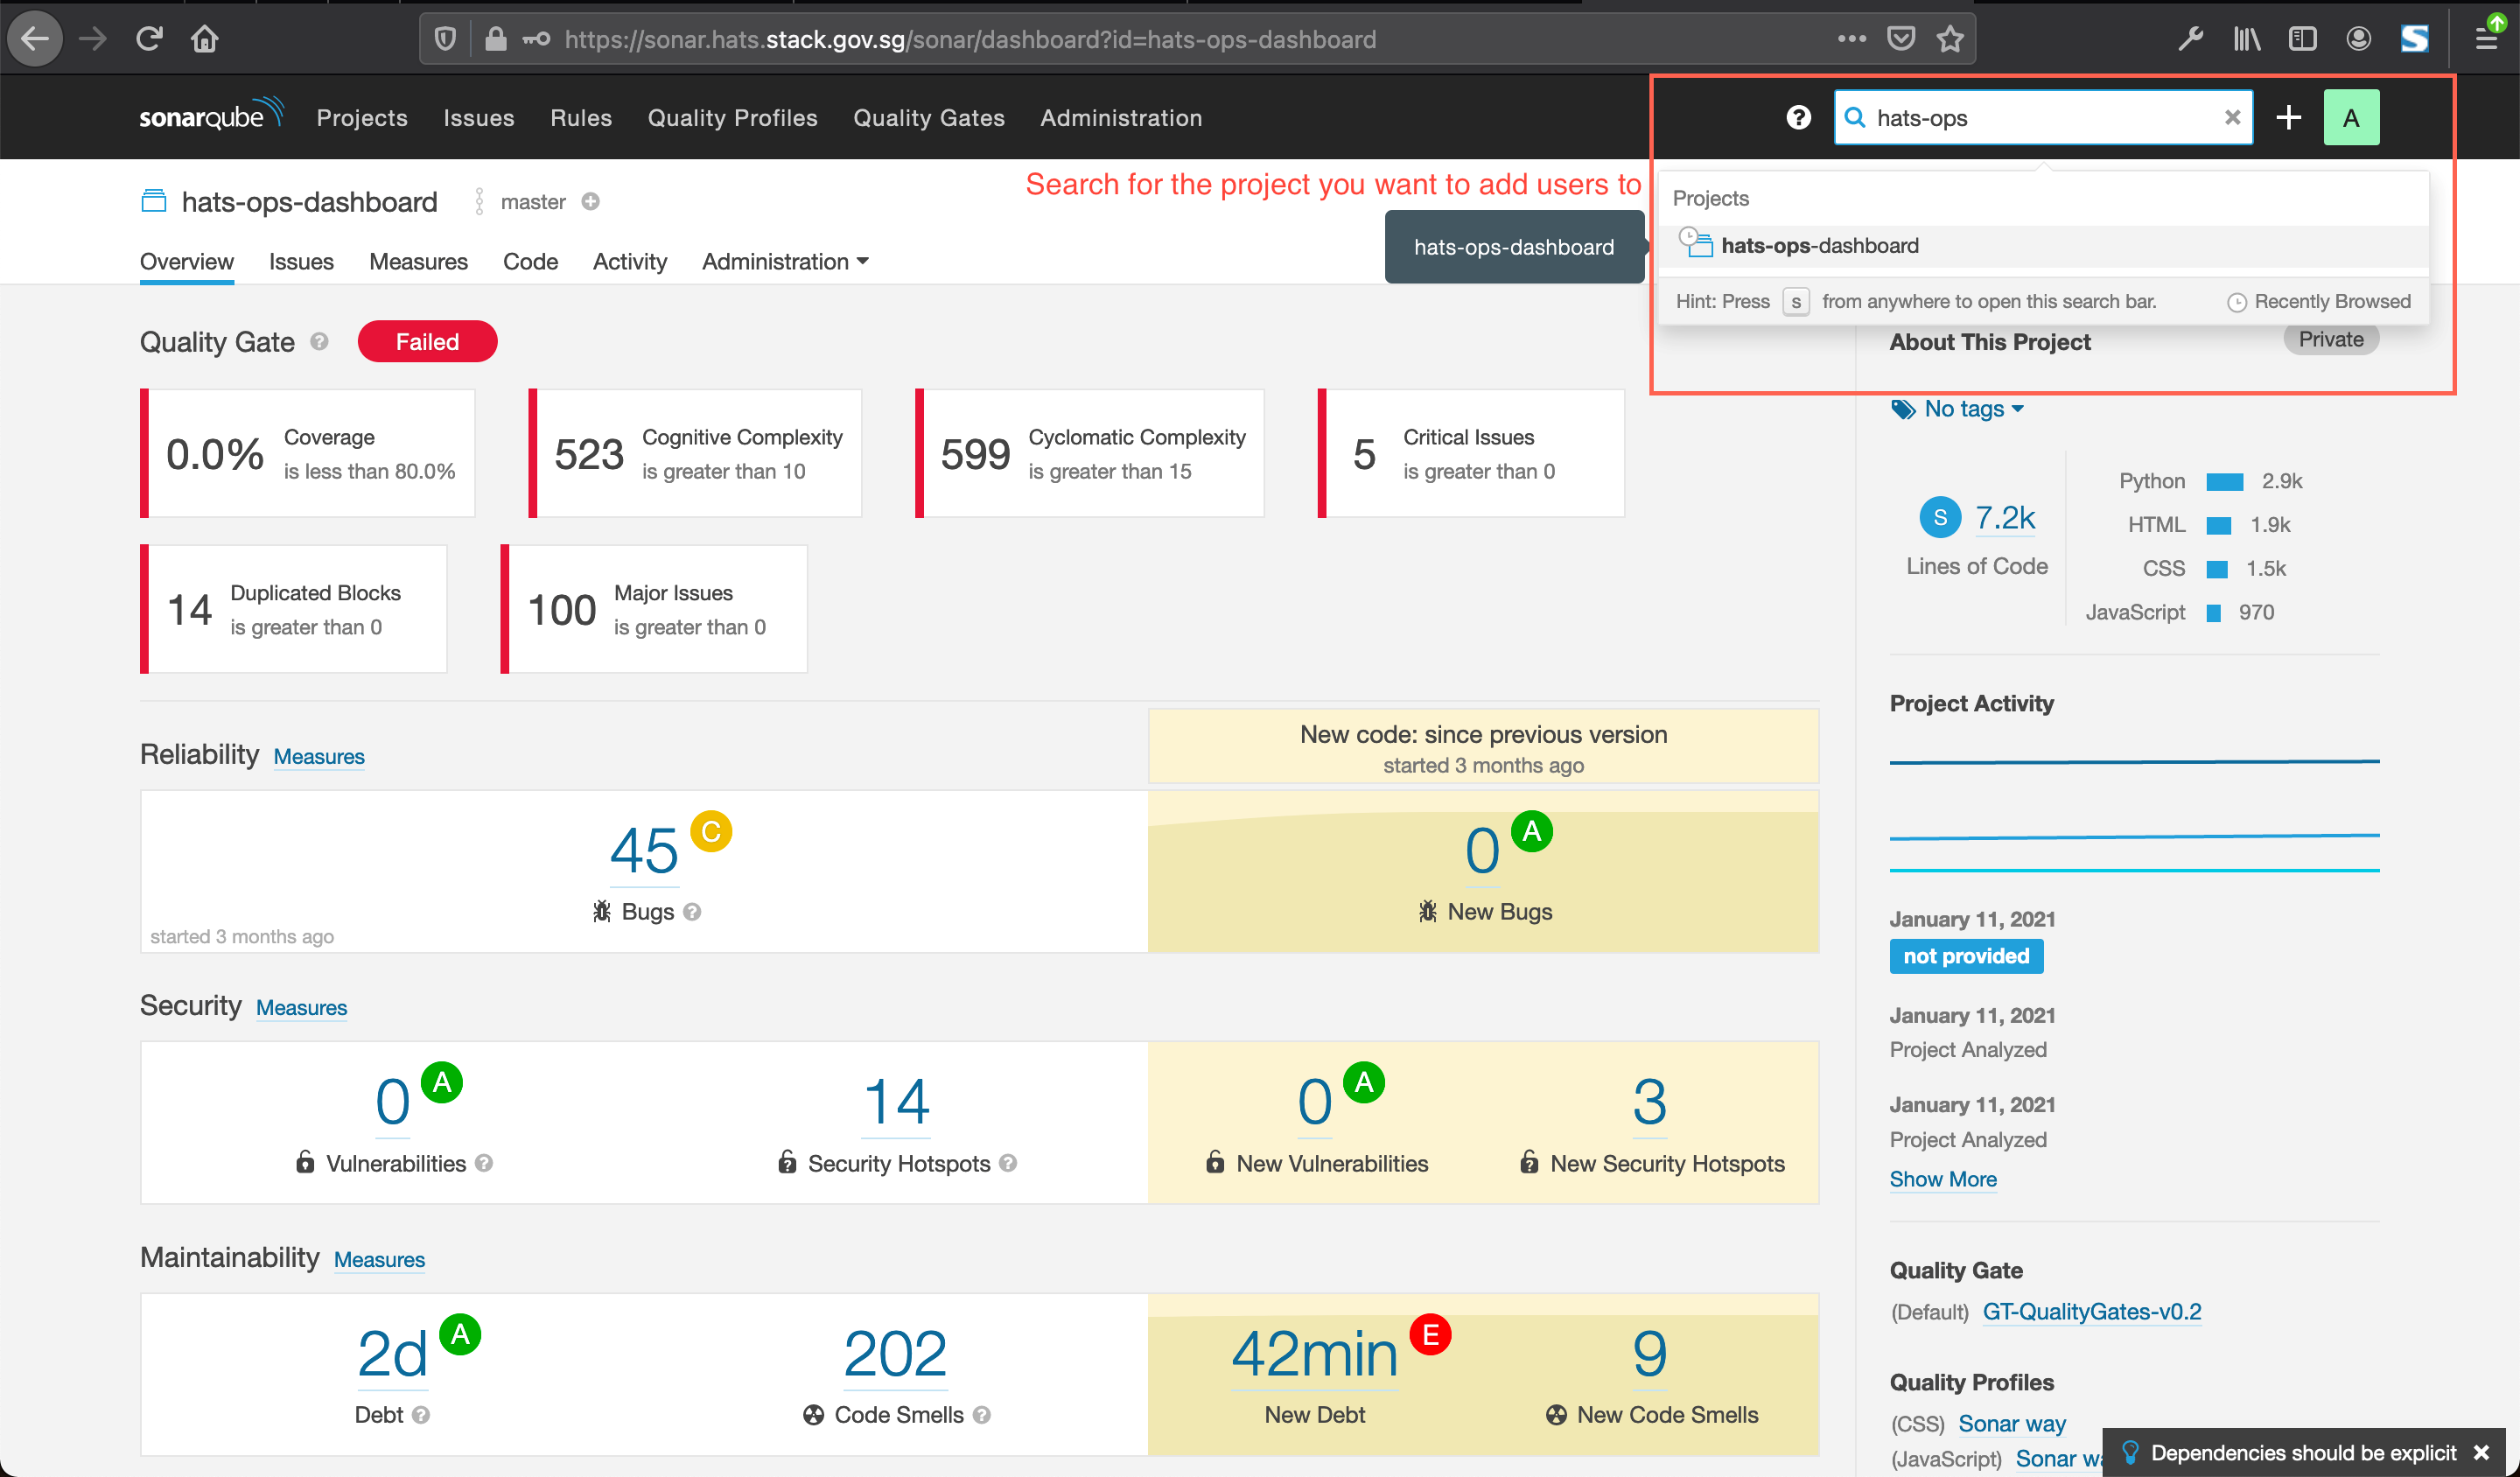 https://sonar.hats.stack.gov.sg/sonar/dashboard?id=hats-ops-dashboard
sonarqube Projects Issues Rules Quality Profiles Quality Gates Administration ? hats-ops A
Search for the project you want to add users to
hats-ops-dashboard master
Projects
hats-ops-dashboard
hats-ops-dashboard
Overview Issues Measures Code Activity Administration
Hint: Press s from anywhere to open this search bar. Recently Browsed
Quality Gate ? Failed
About This Project Private
No tags
0.0% Coverage
is less than 80.0%
523 Cognitive Complexity
is greater than 10
599 Cyclomatic Complexity
is greater than 15
5 Critical Issues
is greater than 0
14 Duplicated Blocks
is greater than 0
100 Major Issues
is greater than 0
S 7.2k
Lines of Code
Python 2.9k
HTML 1.9k
CSS 1.5k
JavaScript 970
Reliability Measures
New code: since previous version
started 3 months ago
45 C
Bugs ?
started 3 months ago
0 A
New Bugs
Security Measures
0 A
Vulnerabilities ?
14
Security Hotspots ?
0 A
New Vulnerabilities
3
New Security Hotspots
Maintainability Measures
2d A
Debt ?
202
Code Smells ?
42min E
New Debt
9
New Code Smells
Project Activity
January 11, 2021
not provided
January 11, 2021
Project Analyzed
January 11, 2021
Project Analyzed
Show More
Quality Gate
(Default) GT-QualityGates-v0.2
Quality Profiles
(CSS) Sonar way
(JavaScript) Sonar
Dependencies should be explicit